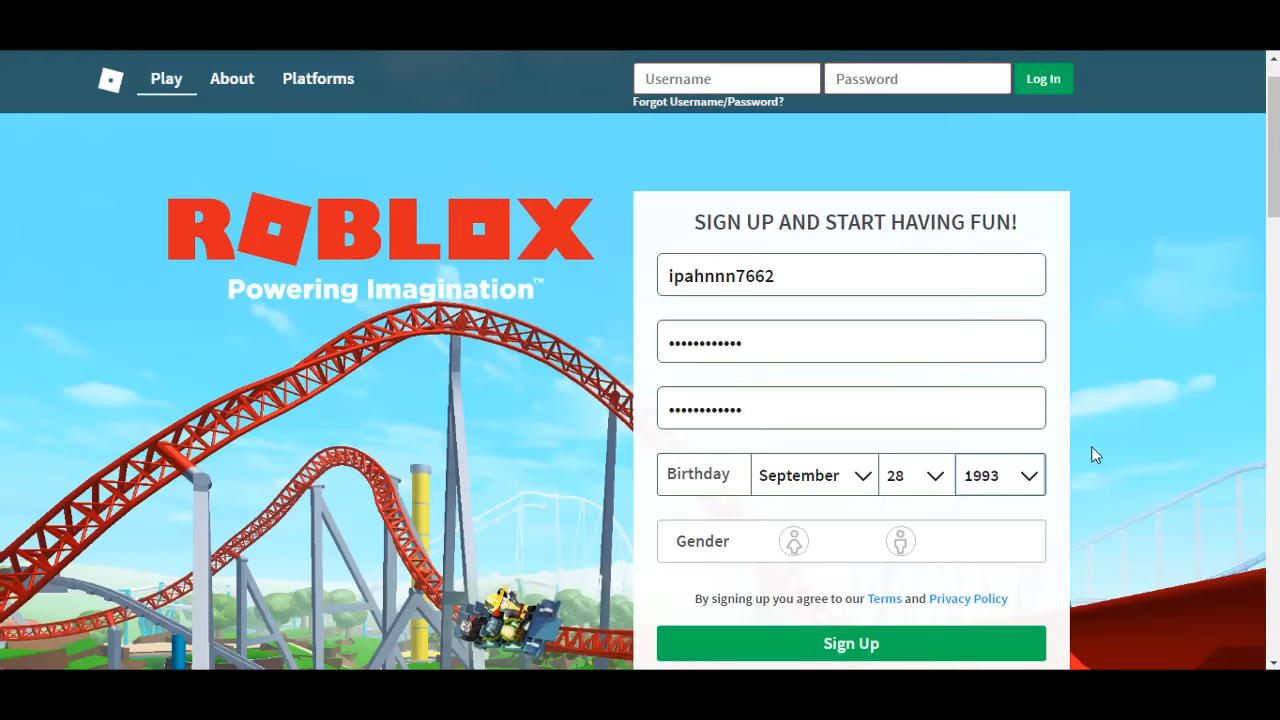 Play About Platforms
Username Password Log In
Forgot Username/Password?
ROBLOX
Powering Imagination™
SIGN UP AND START HAVING FUN!
ipahnnn7662
••••••••••••
••••••••••••
Birthday September 28 1993
Gender
By signing up you agree to our Terms and Privacy Policy
Sign Up